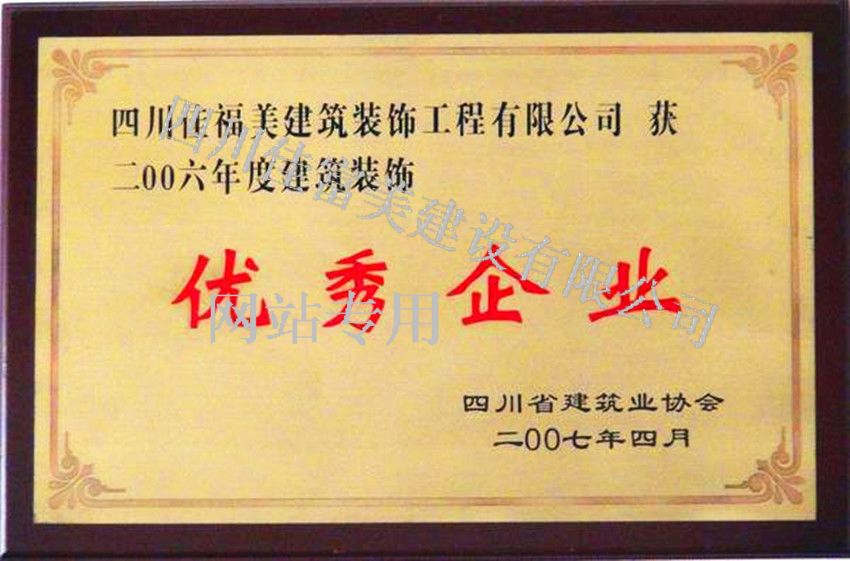 四川佳福美建筑装饰工程有限公司 获
二00六年度建筑装饰
优秀企业
四川省建筑业协会
二00七年四月
四川佳富美建设有限公司
网站专用